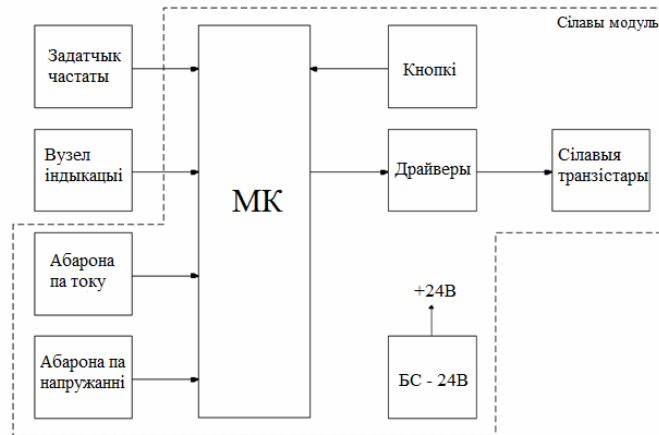 Сілавы модуль
Задатчык
частаты
Кнопкі
Вузел
індыкацыі
МК
Драйверы
Сілавыя
транзістары
Абарона
па току
+24В
Абарона па
напружанні
БС - 24В